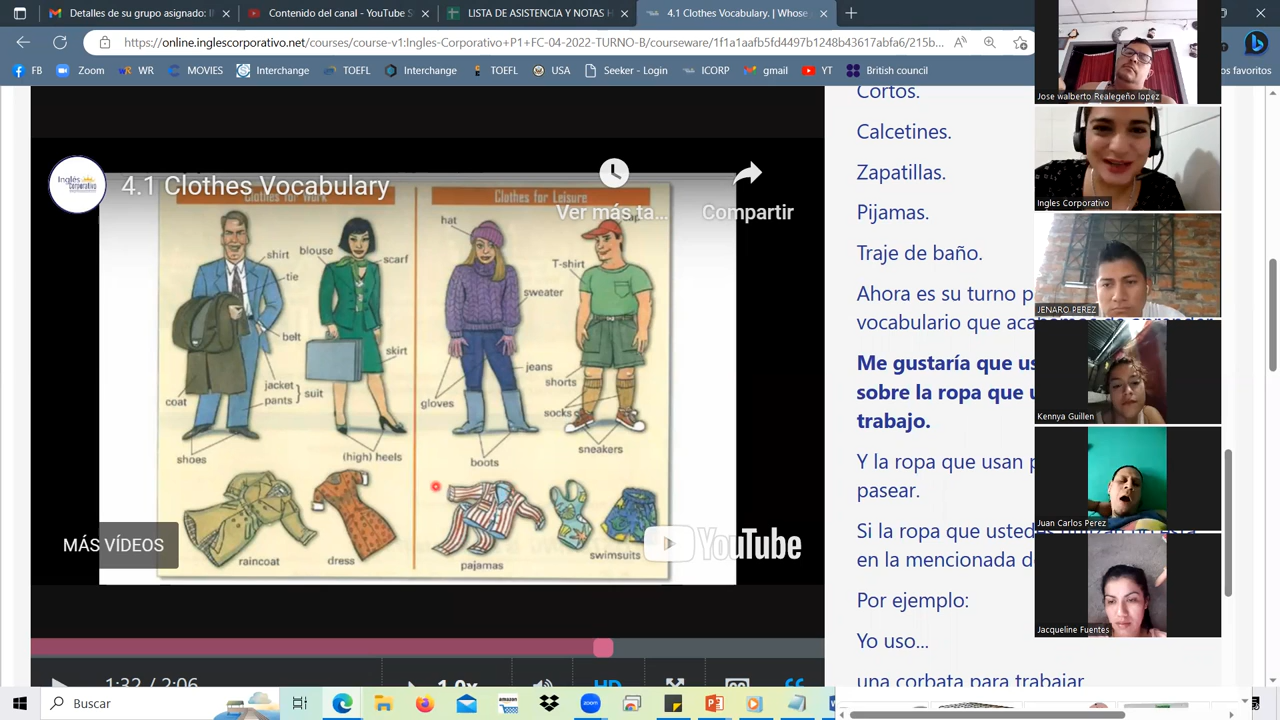 Detalles de su grupo asignado: I
Contenido del canal - YouTube S
LISTA DE ASISTENCIA Y NOTAS H
4.1 Clothes Vocabulary. | Whose
https://online.inglescorporativo.net/courses/course-v1:Ingles-Corporativo+P1+FC-04-2022-TURNO-B/courseware/1f1a1aafb5fd4497b1248b43617abfa6/215b...
FB
Zoom
WR
MOVIES
Interchange
TOEFL
Interchange
TOEFL
USA
Seeker - Login
ICORP
gmail
YT
British council
os favoritos
Inglés
Corporativo
4.1 Clothes Vocabulary
Ver más ta...
Compartir
Clothes for Work
Clothes for Leisure
hat
shirt
tie
blouse
scarf
T-shirt
sweater
belt
skirt
jeans
shorts
jacket
pants
suit
coat
gloves
socks
shoes
(high) heels
boots
sneakers
raincoat
dress
pajamas
swimsuits
MÁS VÍDEOS
YouTube
1:32 / 2:06
1.0x
HD
Cortos.
Calcetines.
Zapatillas.
Pijamas.
Traje de baño.
Ahora es su turno p
vocabulario que aca
Me gustaría que us
sobre la ropa que u
trabajo.
Y la ropa que usan p
pasear.
Si la ropa que ustede
en la mencionada d
Por ejemplo:
Yo uso...
una corbata para trabajar
Jose walberto Realegeño lopez
Ingles Corporativo
JENARO PEREZ
Kennya Guillen
Juan Carlos Perez
Jacqueline Fuentes
Buscar
amazon
zoom